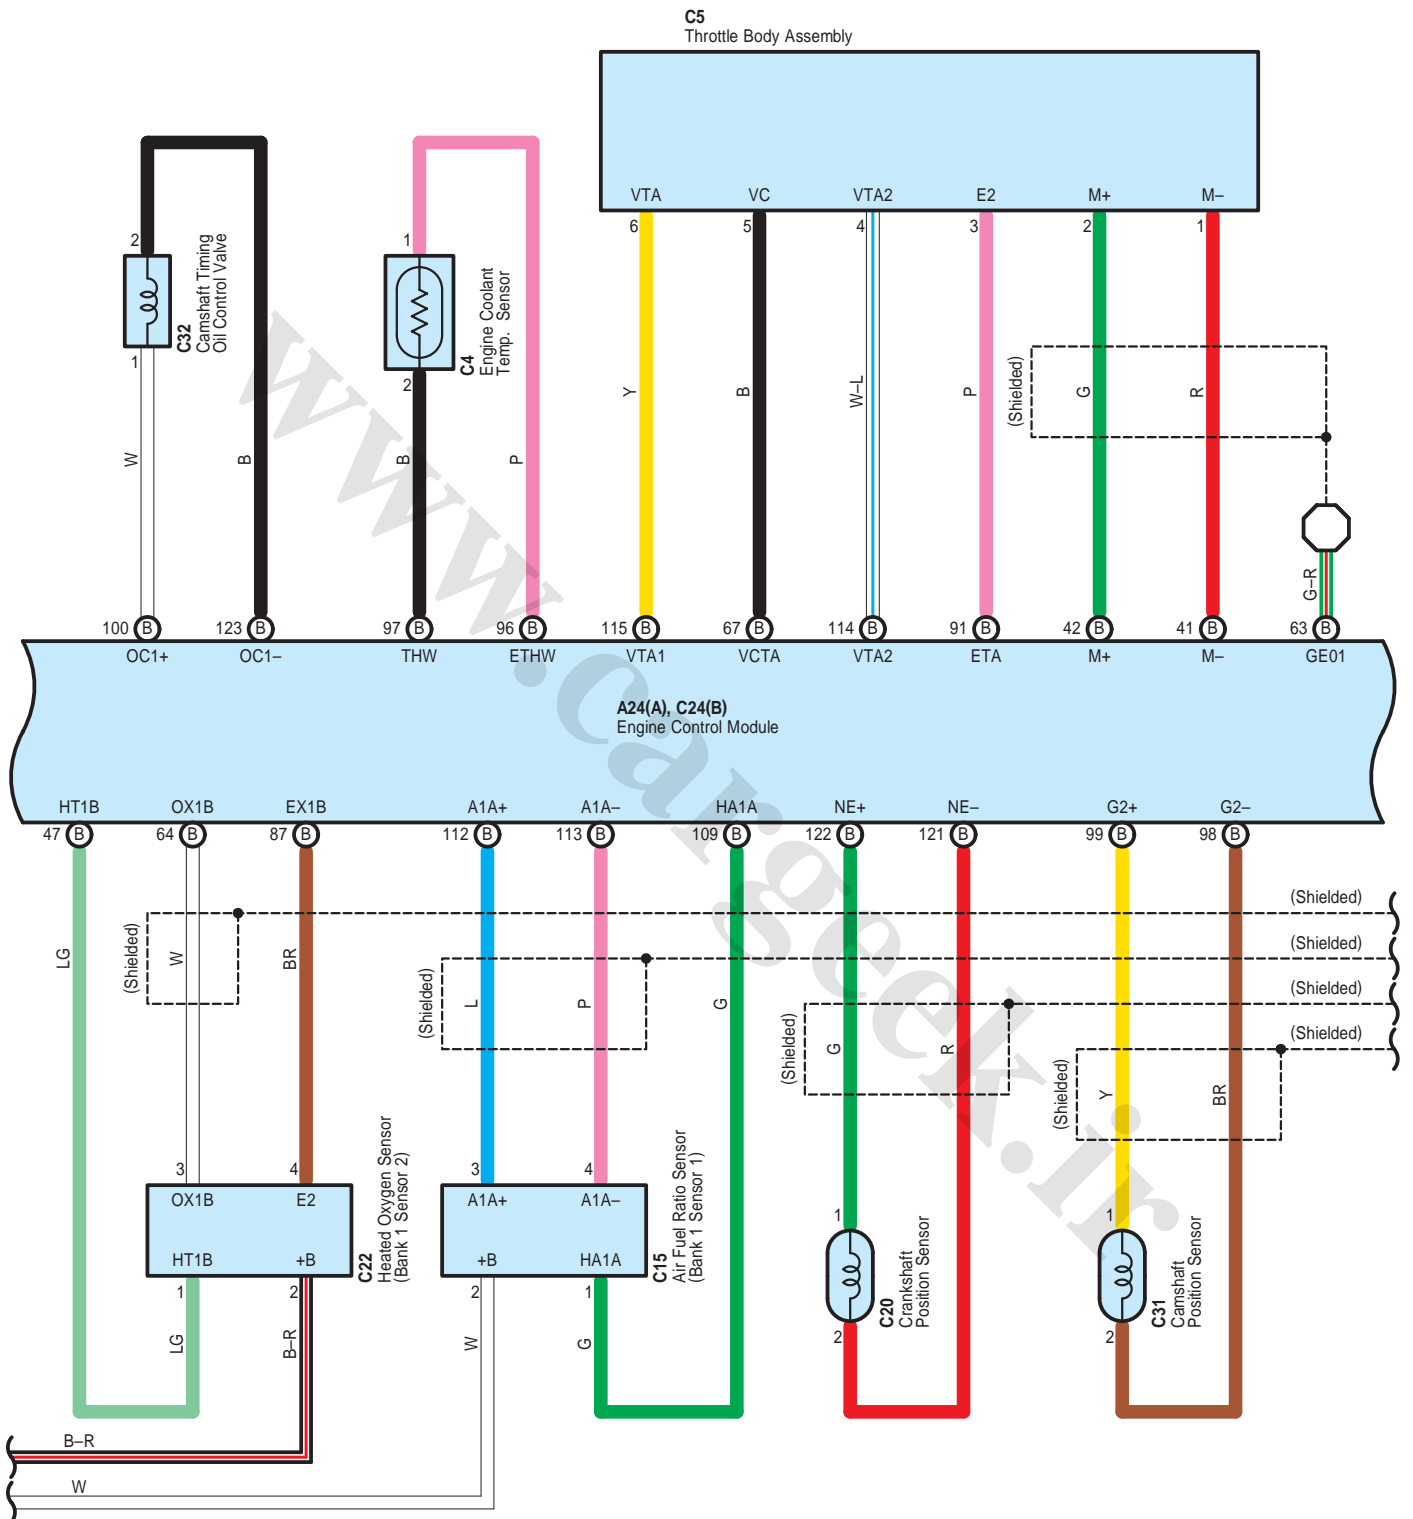 C5
Throttle Body Assembly
VTA VC VTA2 E2 M+ M–
6 5 4 3 2 1
2
1
C32
Camshaft Timing
Oil Control Valve
1
2
C4
Engine Coolant
Temp. Sensor
(Shielded)
W B B P Y B W–L P G R
G–R
100 B 123 B 97 B 96 B 115 B 67 B 114 B 91 B 42 B 41 B 63 B
OC1+ OC1– THW ETHW VTA1 VCTA VTA2 ETA M+ M– GE01
A24(A), C24(B)
Engine Control Module
HT1B OX1B EX1B A1A+ A1A– HA1A NE+ NE– G2+ G2–
47 B 64 B 87 B 112 B 113 B 109 B 122 B 121 B 99 B 98 B
(Shielded)
(Shielded)
(Shielded)
(Shielded)
(Shielded)
(Shielded)
(Shielded)
(Shielded)
LG W BR L P G G R Y BR
3 4
OX1B E2
HT1B +B
1 2
C22
Heated Oxygen Sensor
(Bank 1 Sensor 2)
3 4
A1A+ A1A–
+B HA1A
2 1
C15
Air Fuel Ratio Sensor
(Bank 1 Sensor 1)
1
2
C20
Crankshaft
Position Sensor
1
2
C31
Camshaft
Position Sensor
LG B–R W G
B–R
W
www.cargeek.ir